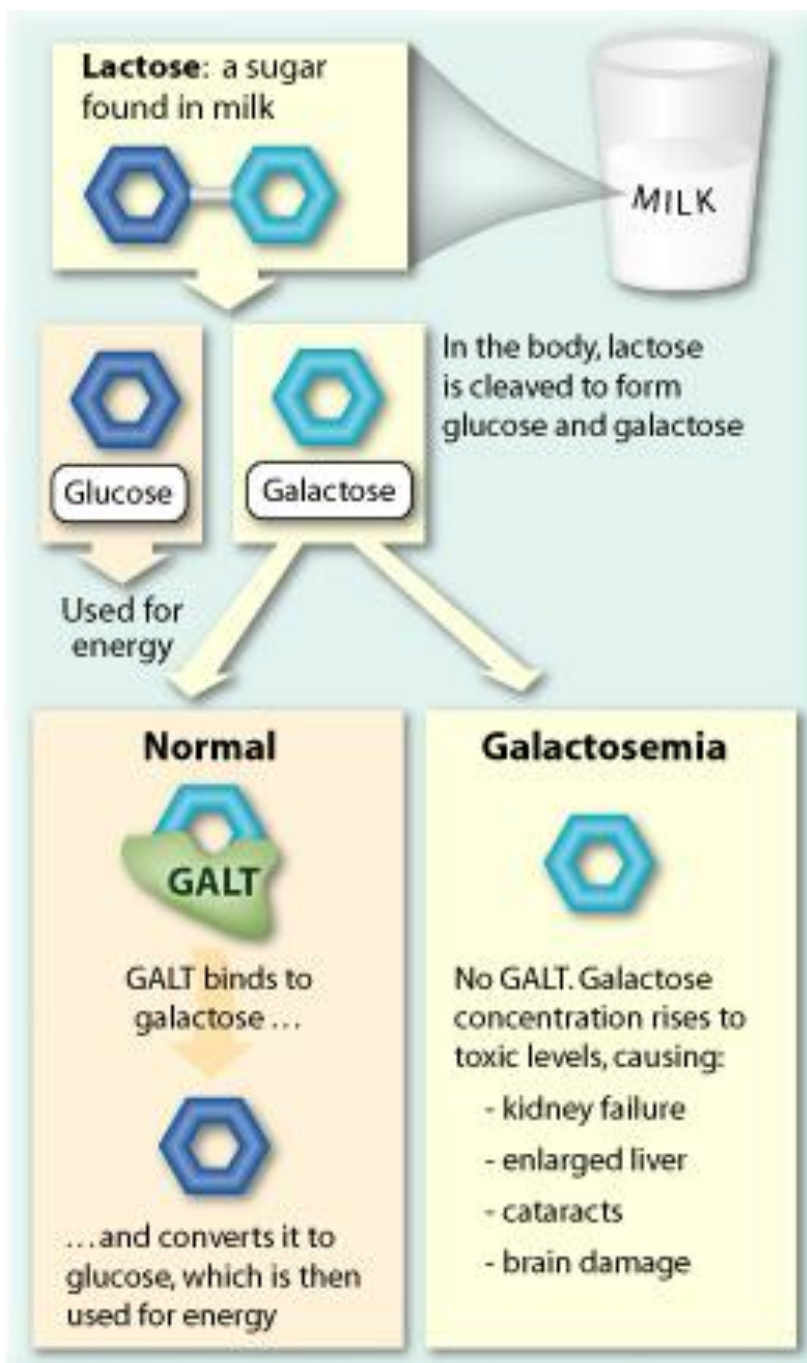 Lactose: a sugar
found in milk
MILK
In the body, lactose
is cleaved to form
glucose and galactose
Glucose
Galactose
Used for
energy
Normal
GALT
GALT binds to
galactose ...
...and converts it to
glucose, which is then
used for energy
Galactosemia
No GALT. Galactose
concentration rises to
toxic levels, causing:
- kidney failure
- enlarged liver
- cataracts
- brain damage